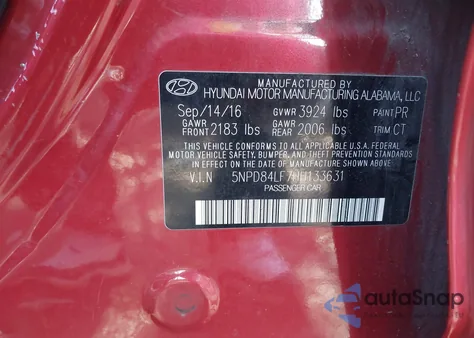 MANUFACTURED BY
HYUNDAI MOTOR MANUFACTURING ALABAMA, LLC
Sep/14/16 GVWR 3924 lbs PAINT PR
GAWR FRONT 2183 lbs GAWR REAR 2006 lbs TRIM CT
THIS VEHICLE CONFORMS TO ALL APPLICABLE U.S.A. FEDERAL
MOTOR VEHICLE SAFETY, BUMPER, AND THEFT PREVENTION STANDARDS
IN EFFECT ON THE DATE OF MANUFACTURE SHOWN ABOVE.
V.I.N 5NPD84LF7HH133631
PASSENGER CAR
autoSnap